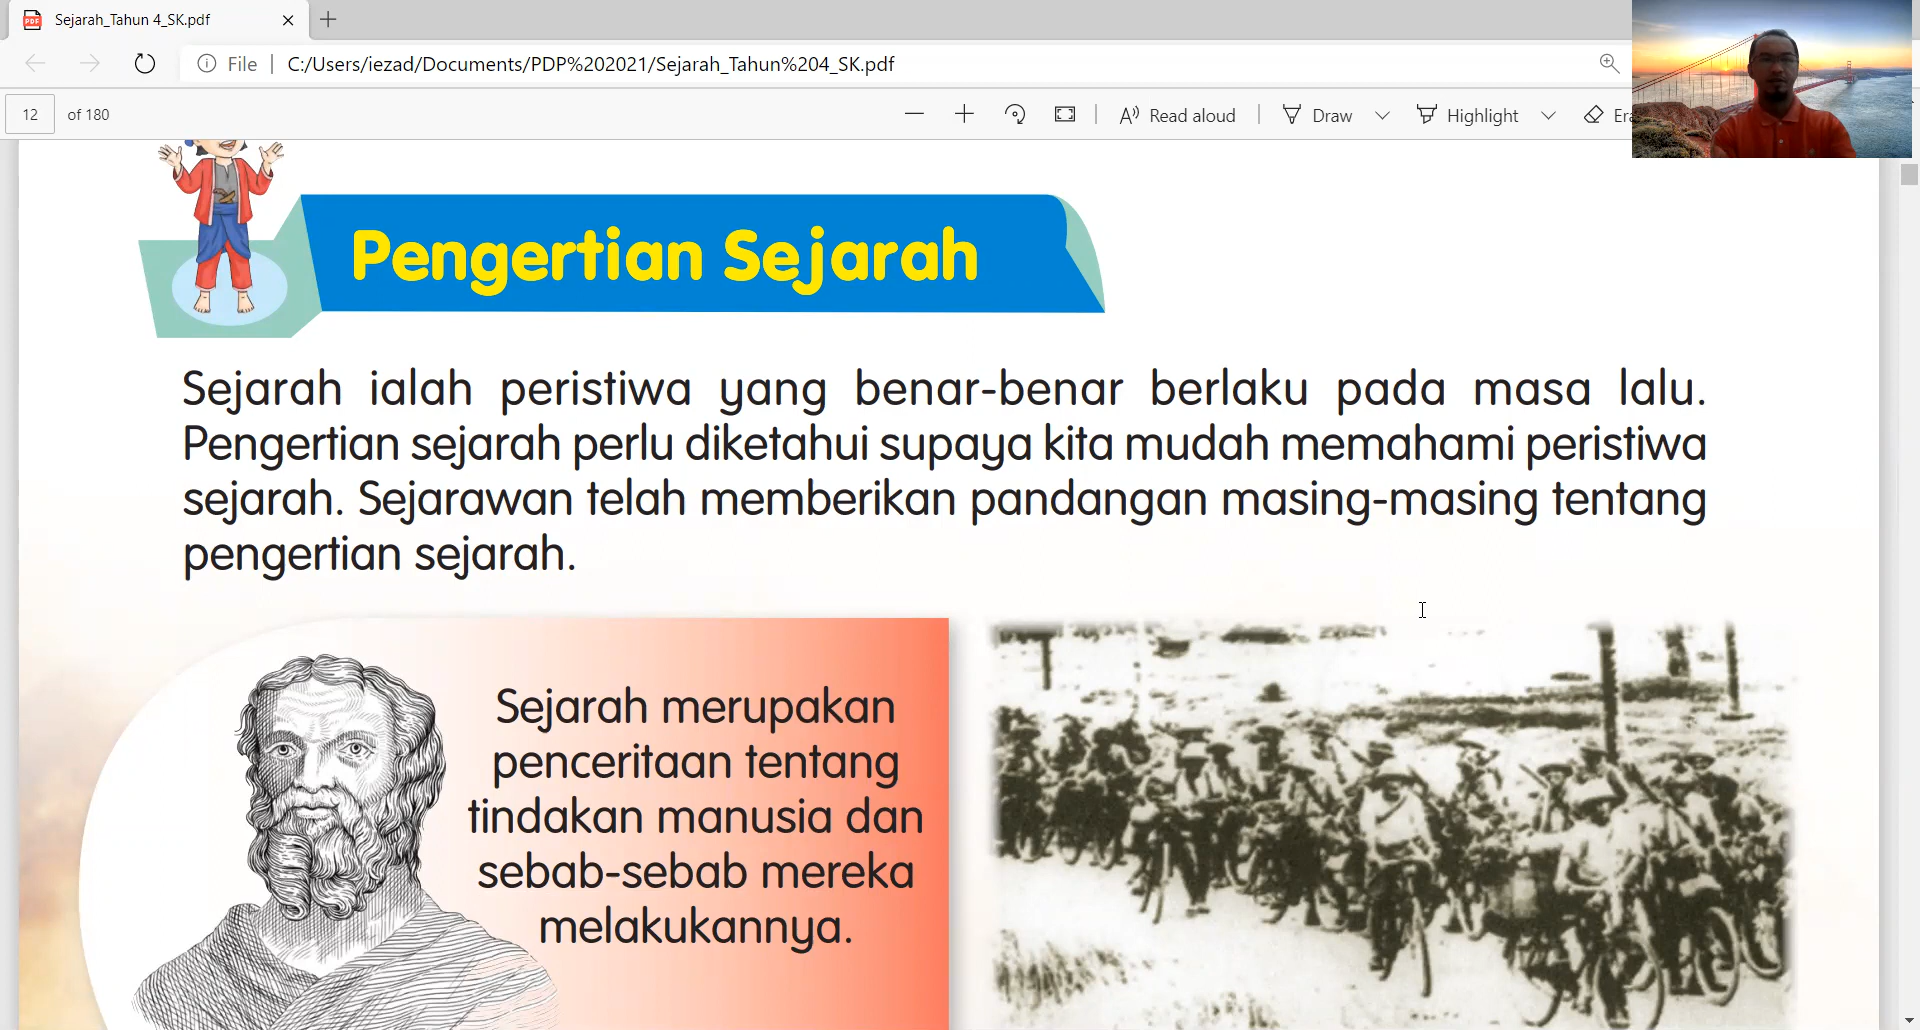 Sejarah_Tahun 4_SK.pdf
File
C:/Users/iezad/Documents/PDP%202021/Sejarah_Tahun%204_SK.pdf
12 of 180
Read aloud
Draw
Highlight
Pengertian Sejarah
Sejarah ialah peristiwa yang benar-benar berlaku pada masa lalu.
Pengertian sejarah perlu diketahui supaya kita mudah memahami peristiwa
sejarah. Sejarawan telah memberikan pandangan masing-masing tentang
pengertian sejarah.
Sejarah merupakan
penceritaan tentang
tindakan manusia dan
sebab-sebab mereka
melakukannya.